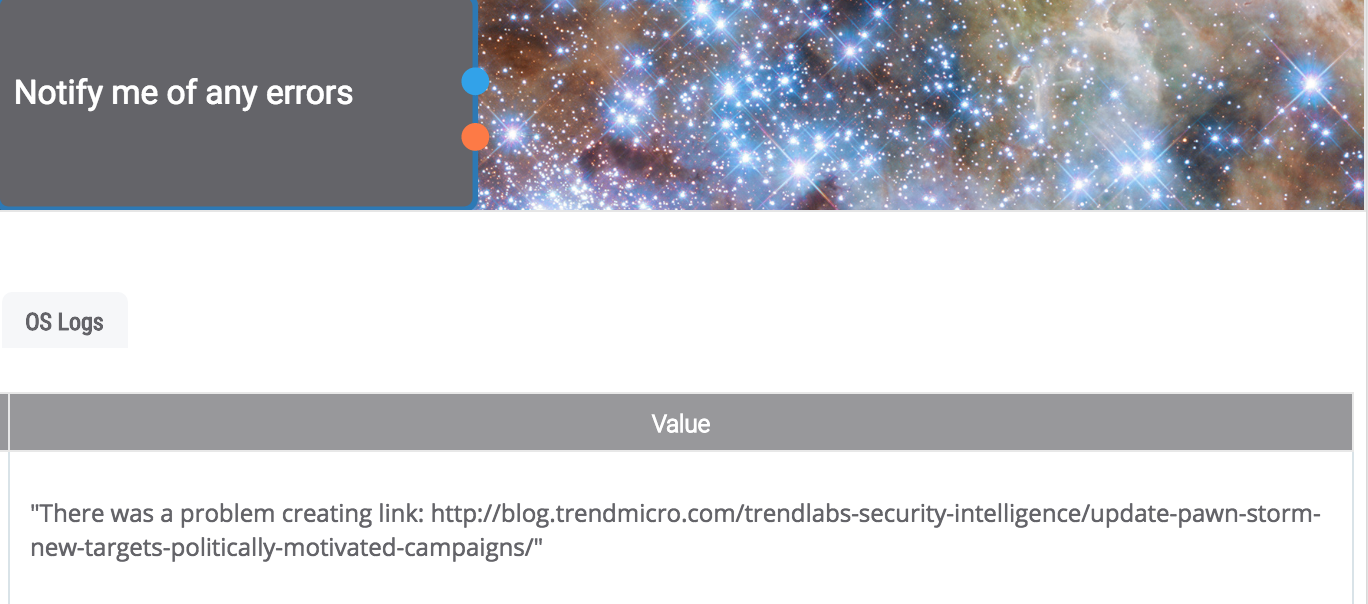 Notify me of any errors
OS Logs
Value
"There was a problem creating link: http://blog.trendmicro.com/trendlabs-security-intelligence/update-pawn-storm-
new-targets-politically-motivated-campaigns/"